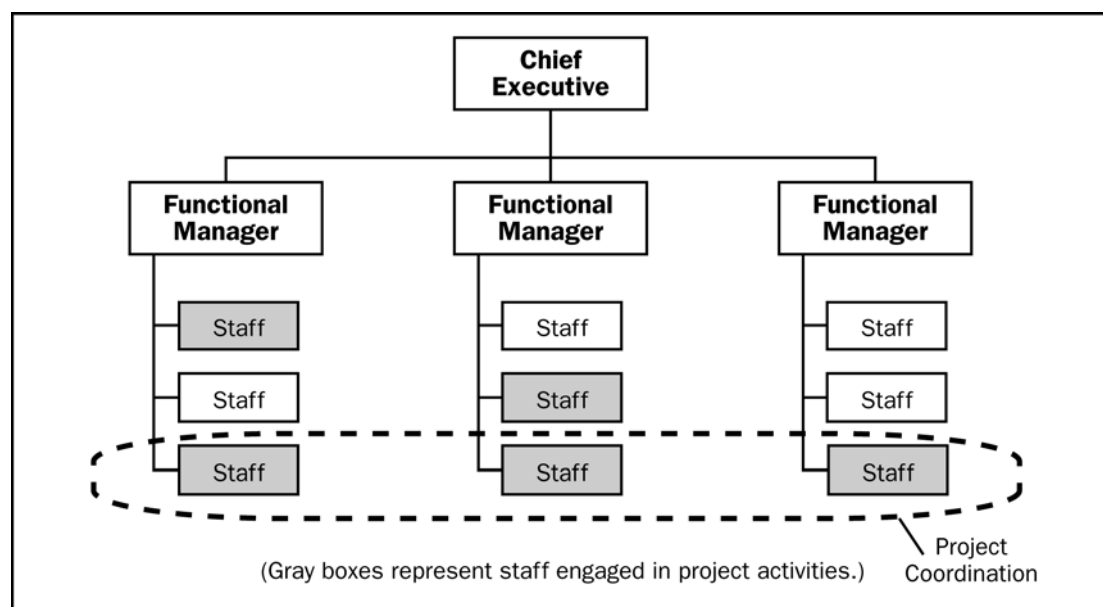 Chief
Executive
Functional
Manager
Functional
Manager
Functional
Manager
Staff
Staff
Staff
Staff
Staff
Staff
Staff
Staff
Staff
(Gray boxes represent staff engaged in project activities.)
Project
Coordination